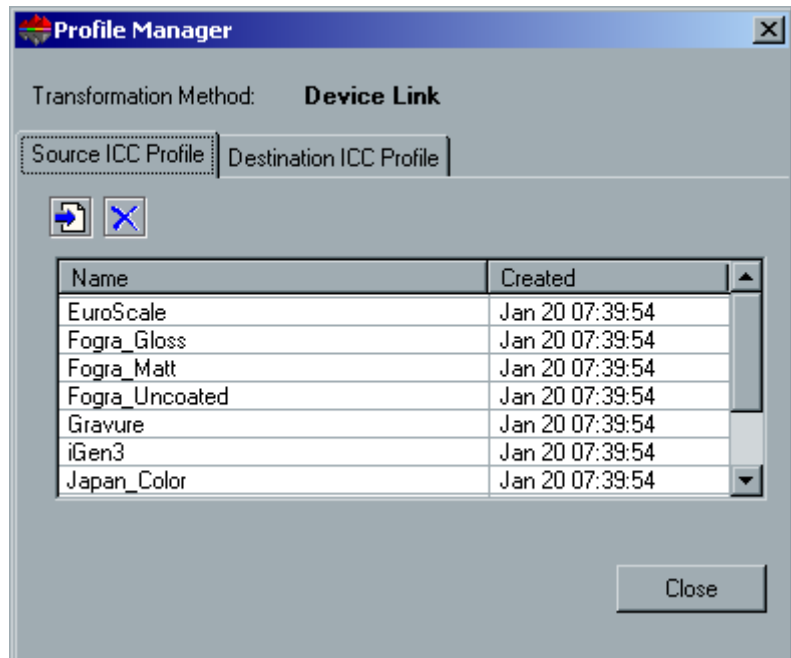 Profile Manager
Transformation Method: Device Link
Source ICC Profile Destination ICC Profile
Name Created
EuroScale Jan 20 07:39:54
Fogra_Gloss Jan 20 07:39:54
Fogra_Matt Jan 20 07:39:54
Fogra_Uncoated Jan 20 07:39:54
Gravure Jan 20 07:39:54
iGen3 Jan 20 07:39:54
Japan_Color Jan 20 07:39:54
Close